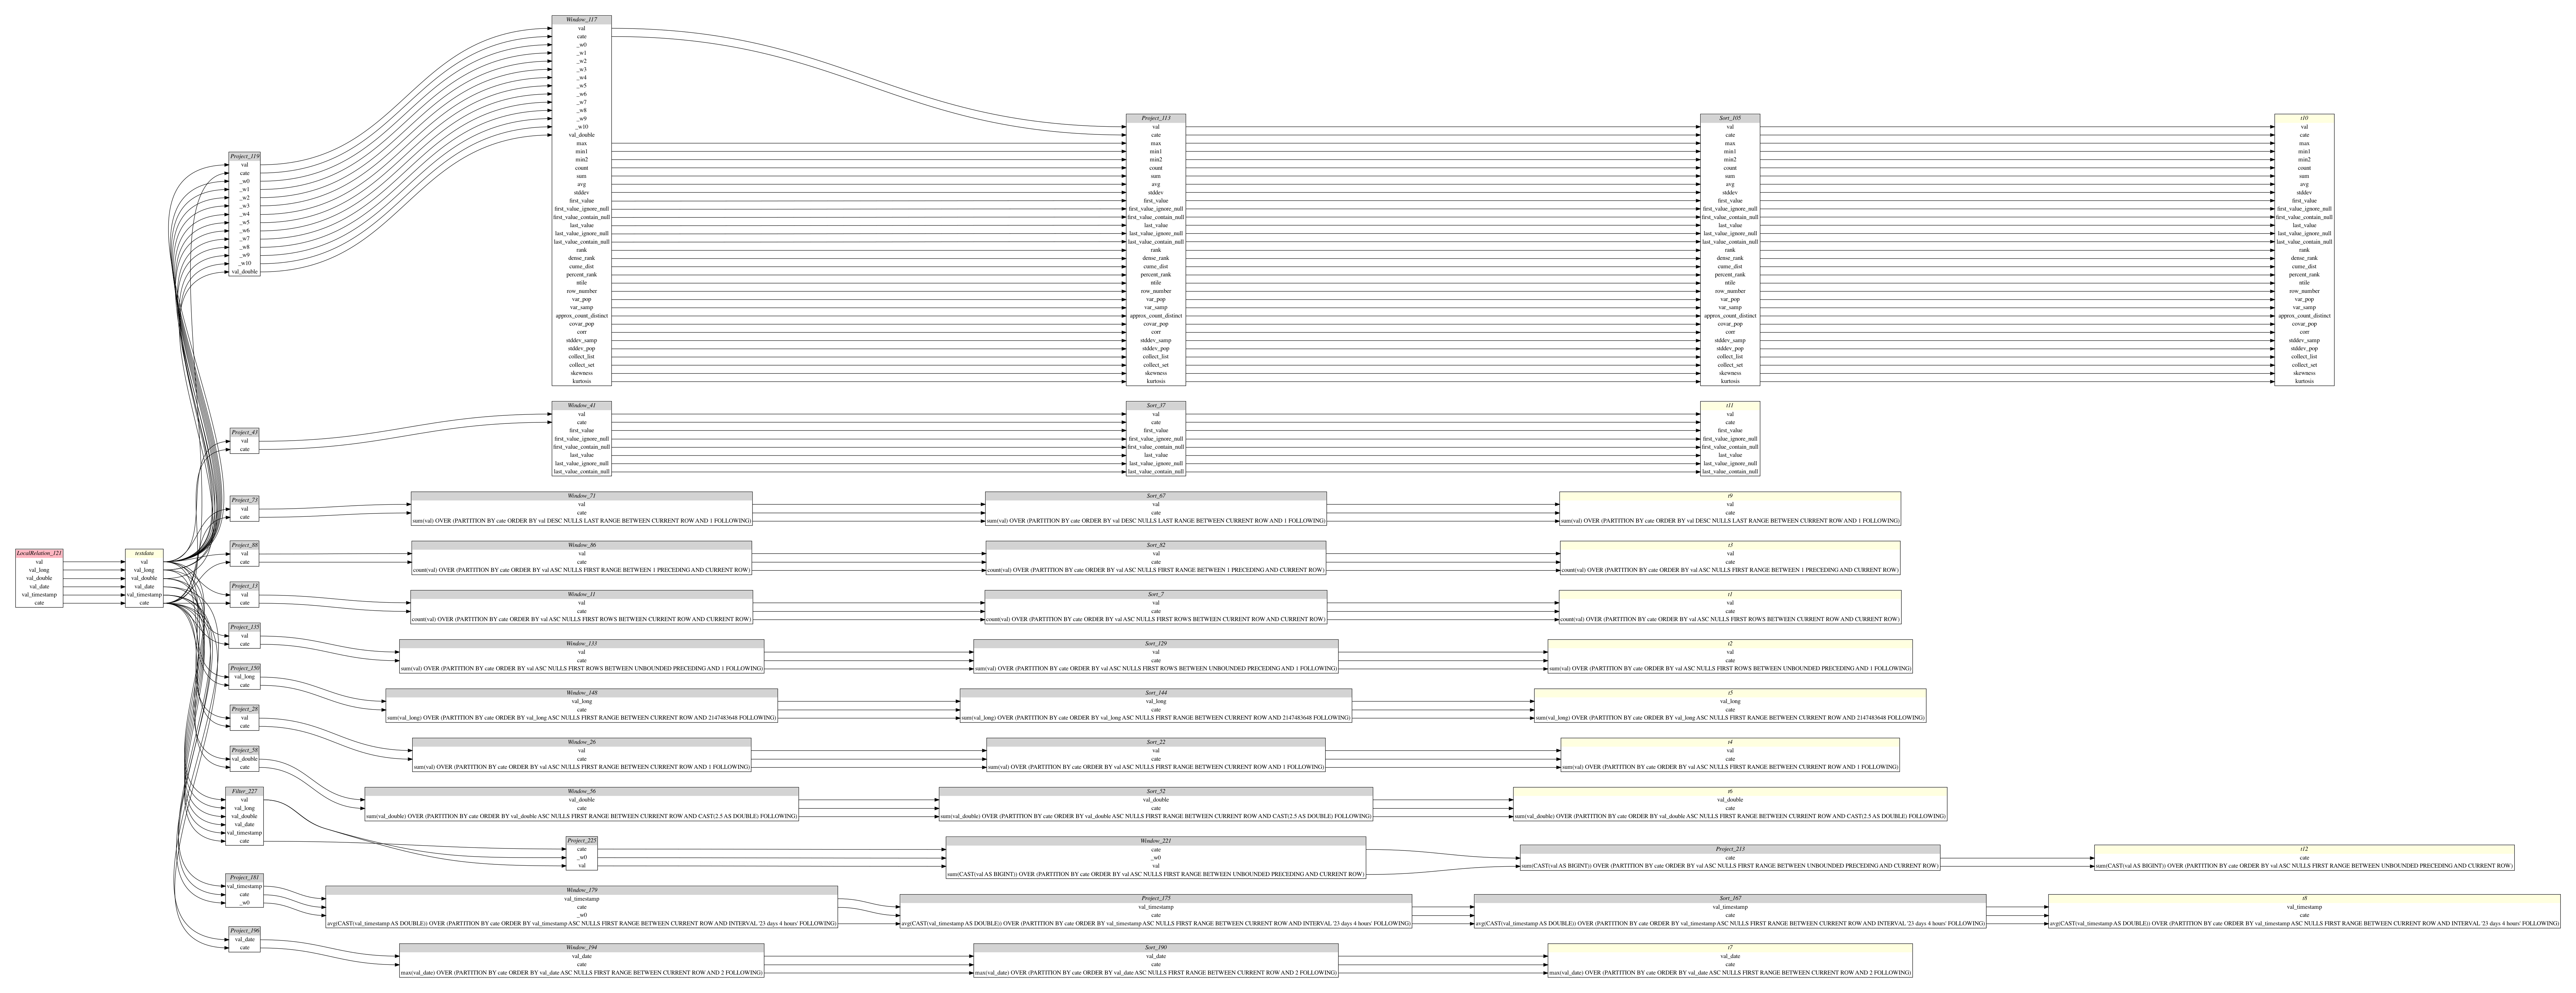 LocalRelation_121
val
val_long
val_double
val_date
val_timestamp
cate
testdata
val
val_long
val_double
val_date
val_timestamp
cate
Project_119
val
cate
_w0
_w1
_w2
_w3
_w4
_w5
_w6
_w7
_w8
_w9
_w10
val_double
Window_117
val
cate
_w0
_w1
_w2
_w3
_w4
_w5
_w6
_w7
_w8
_w9
_w10
val_double
max
min1
min2
count
sum
avg
stddev
first_value
first_value_ignore_null
first_value_contain_null
last_value
last_value_ignore_null
last_value_contain_null
rank
dense_rank
cume_dist
percent_rank
ntile
row_number
var_pop
var_samp
approx_count_distinct
covar_pop
corr
stddev_samp
stddev_pop
collect_list
collect_set
skewness
kurtosis
Project_113
val
cate
max
min1
min2
count
sum
avg
stddev
first_value
first_value_ignore_null
first_value_contain_null
last_value
last_value_ignore_null
last_value_contain_null
rank
dense_rank
cume_dist
percent_rank
ntile
row_number
var_pop
var_samp
approx_count_distinct
covar_pop
corr
stddev_samp
stddev_pop
collect_list
collect_set
skewness
kurtosis
Sort_105
val
cate
max
min1
min2
count
sum
avg
stddev
first_value
first_value_ignore_null
first_value_contain_null
last_value
last_value_ignore_null
last_value_contain_null
rank
dense_rank
cume_dist
percent_rank
ntile
row_number
var_pop
var_samp
approx_count_distinct
covar_pop
corr
stddev_samp
stddev_pop
collect_list
collect_set
skewness
kurtosis
t10
val
cate
max
min1
min2
count
sum
avg
stddev
first_value
first_value_ignore_null
first_value_contain_null
last_value
last_value_ignore_null
last_value_contain_null
rank
dense_rank
cume_dist
percent_rank
ntile
row_number
var_pop
var_samp
approx_count_distinct
covar_pop
corr
stddev_samp
stddev_pop
collect_list
collect_set
skewness
kurtosis
Project_43
val
cate
Window_41
val
cate
first_value
first_value_ignore_null
first_value_contain_null
last_value
last_value_ignore_null
last_value_contain_null
Sort_37
val
cate
first_value
first_value_ignore_null
first_value_contain_null
last_value
last_value_ignore_null
last_value_contain_null
t11
val
cate
first_value
first_value_ignore_null
first_value_contain_null
last_value
last_value_ignore_null
last_value_contain_null
Project_73
val
cate
Window_71
val
cate
sum(val) OVER (PARTITION BY cate ORDER BY val DESC NULLS LAST RANGE BETWEEN CURRENT ROW AND 1 FOLLOWING)
Sort_67
val
cate
sum(val) OVER (PARTITION BY cate ORDER BY val DESC NULLS LAST RANGE BETWEEN CURRENT ROW AND 1 FOLLOWING)
t9
val
cate
sum(val) OVER (PARTITION BY cate ORDER BY val DESC NULLS LAST RANGE BETWEEN CURRENT ROW AND 1 FOLLOWING)
Project_88
val
cate
Window_86
val
cate
count(val) OVER (PARTITION BY cate ORDER BY val ASC NULLS FIRST RANGE BETWEEN 1 PRECEDING AND CURRENT ROW)
Sort_82
val
cate
count(val) OVER (PARTITION BY cate ORDER BY val ASC NULLS FIRST RANGE BETWEEN 1 PRECEDING AND CURRENT ROW)
t3
val
cate
count(val) OVER (PARTITION BY cate ORDER BY val ASC NULLS FIRST RANGE BETWEEN 1 PRECEDING AND CURRENT ROW)
Project_13
val
cate
Window_11
val
cate
count(val) OVER (PARTITION BY cate ORDER BY val ASC NULLS FIRST ROWS BETWEEN CURRENT ROW AND CURRENT ROW)
Sort_7
val
cate
count(val) OVER (PARTITION BY cate ORDER BY val ASC NULLS FIRST ROWS BETWEEN CURRENT ROW AND CURRENT ROW)
t1
val
cate
count(val) OVER (PARTITION BY cate ORDER BY val ASC NULLS FIRST ROWS BETWEEN CURRENT ROW AND CURRENT ROW)
Project_135
val
cate
Window_133
val
cate
sum(val) OVER (PARTITION BY cate ORDER BY val ASC NULLS FIRST ROWS BETWEEN UNBOUNDED PRECEDING AND 1 FOLLOWING)
Sort_129
val
cate
sum(val) OVER (PARTITION BY cate ORDER BY val ASC NULLS FIRST ROWS BETWEEN UNBOUNDED PRECEDING AND 1 FOLLOWING)
t2
val
cate
sum(val) OVER (PARTITION BY cate ORDER BY val ASC NULLS FIRST ROWS BETWEEN UNBOUNDED PRECEDING AND 1 FOLLOWING)
Project_150
val_long
cate
Window_148
val_long
cate
sum(val_long) OVER (PARTITION BY cate ORDER BY val_long ASC NULLS FIRST RANGE BETWEEN CURRENT ROW AND 2147483648 FOLLOWING)
Sort_144
val_long
cate
sum(val_long) OVER (PARTITION BY cate ORDER BY val_long ASC NULLS FIRST RANGE BETWEEN CURRENT ROW AND 2147483648 FOLLOWING)
t5
val_long
cate
sum(val_long) OVER (PARTITION BY cate ORDER BY val_long ASC NULLS FIRST RANGE BETWEEN CURRENT ROW AND 2147483648 FOLLOWING)
Project_28
val
cate
Window_26
val
cate
sum(val) OVER (PARTITION BY cate ORDER BY val ASC NULLS FIRST RANGE BETWEEN CURRENT ROW AND 1 FOLLOWING)
Sort_22
val
cate
sum(val) OVER (PARTITION BY cate ORDER BY val ASC NULLS FIRST RANGE BETWEEN CURRENT ROW AND 1 FOLLOWING)
t4
val
cate
sum(val) OVER (PARTITION BY cate ORDER BY val ASC NULLS FIRST RANGE BETWEEN CURRENT ROW AND 1 FOLLOWING)
Project_58
val_double
cate
Window_56
val_double
cate
sum(val_double) OVER (PARTITION BY cate ORDER BY val_double ASC NULLS FIRST RANGE BETWEEN CURRENT ROW AND CAST(2.5 AS DOUBLE) FOLLOWING)
Sort_52
val_double
cate
sum(val_double) OVER (PARTITION BY cate ORDER BY val_double ASC NULLS FIRST RANGE BETWEEN CURRENT ROW AND CAST(2.5 AS DOUBLE) FOLLOWING)
t6
val_double
cate
sum(val_double) OVER (PARTITION BY cate ORDER BY val_double ASC NULLS FIRST RANGE BETWEEN CURRENT ROW AND CAST(2.5 AS DOUBLE) FOLLOWING)
Filter_227
val
val_long
val_double
val_date
val_timestamp
cate
Project_225
cate
_w0
val
Window_221
cate
_w0
val
sum(CAST(val AS BIGINT)) OVER (PARTITION BY cate ORDER BY val ASC NULLS FIRST RANGE BETWEEN UNBOUNDED PRECEDING AND CURRENT ROW)
Project_213
cate
sum(CAST(val AS BIGINT)) OVER (PARTITION BY cate ORDER BY val ASC NULLS FIRST RANGE BETWEEN UNBOUNDED PRECEDING AND CURRENT ROW)
t12
cate
sum(CAST(val AS BIGINT)) OVER (PARTITION BY cate ORDER BY val ASC NULLS FIRST RANGE BETWEEN UNBOUNDED PRECEDING AND CURRENT ROW)
Project_181
val_timestamp
cate
_w0
Window_179
val_timestamp
cate
_w0
avg(CAST(val_timestamp AS DOUBLE)) OVER (PARTITION BY cate ORDER BY val_timestamp ASC NULLS FIRST RANGE BETWEEN CURRENT ROW AND INTERVAL '23 days 4 hours' FOLLOWING)
Project_175
val_timestamp
cate
avg(CAST(val_timestamp AS DOUBLE)) OVER (PARTITION BY cate ORDER BY val_timestamp ASC NULLS FIRST RANGE BETWEEN CURRENT ROW AND INTERVAL '23 days 4 hours' FOLLOWING)
Sort_167
val_timestamp
cate
avg(CAST(val_timestamp AS DOUBLE)) OVER (PARTITION BY cate ORDER BY val_timestamp ASC NULLS FIRST RANGE BETWEEN CURRENT ROW AND INTERVAL '23 days 4 hours' FOLLOWING)
t8
val_timestamp
cate
avg(CAST(val_timestamp AS DOUBLE)) OVER (PARTITION BY cate ORDER BY val_timestamp ASC NULLS FIRST RANGE BETWEEN CURRENT ROW AND INTERVAL '23 days 4 hours' FOLLOWING)
Project_196
val_date
cate
Window_194
val_date
cate
max(val_date) OVER (PARTITION BY cate ORDER BY val_date ASC NULLS FIRST RANGE BETWEEN CURRENT ROW AND 2 FOLLOWING)
Sort_190
val_date
cate
max(val_date) OVER (PARTITION BY cate ORDER BY val_date ASC NULLS FIRST RANGE BETWEEN CURRENT ROW AND 2 FOLLOWING)
t7
val_date
cate
max(val_date) OVER (PARTITION BY cate ORDER BY val_date ASC NULLS FIRST RANGE BETWEEN CURRENT ROW AND 2 FOLLOWING)